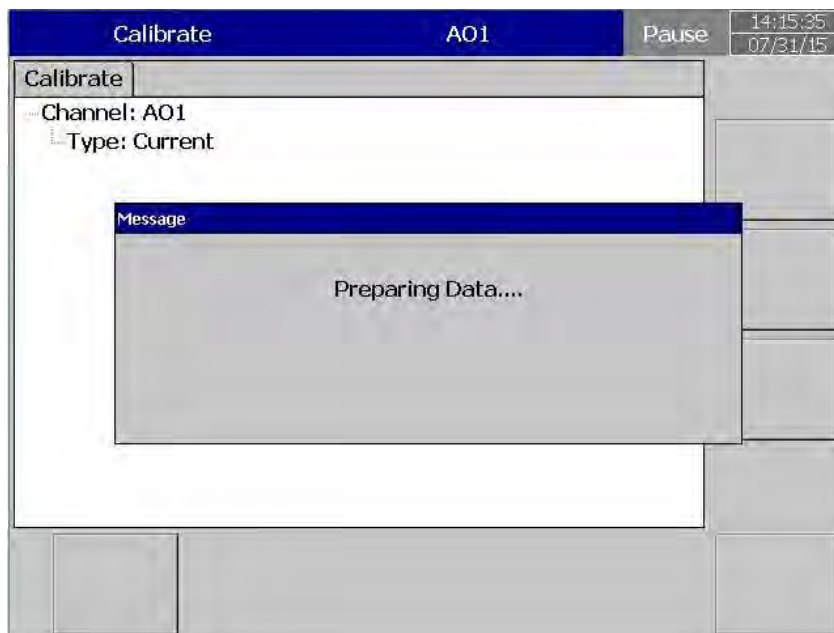 Calibrate AO1 Pause 14:15:35
07/31/15
Calibrate
Channel: AO1
Type: Current
Message
Preparing Data....